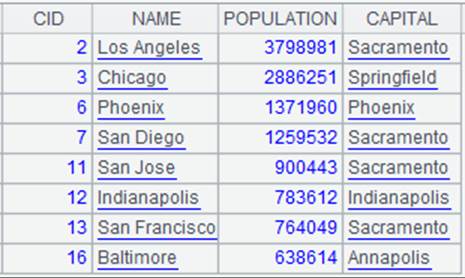 CID NAME POPULATION CAPITAL
2 Los Angeles 3798981 Sacramento
3 Chicago 2886251 Springfield
6 Phoenix 1371960 Phoenix
7 San Diego 1259532 Sacramento
11 San Jose 900443 Sacramento
12 Indianapolis 783612 Indianapolis
13 San Francisco 764049 Sacramento
16 Baltimore 638614 Annapolis